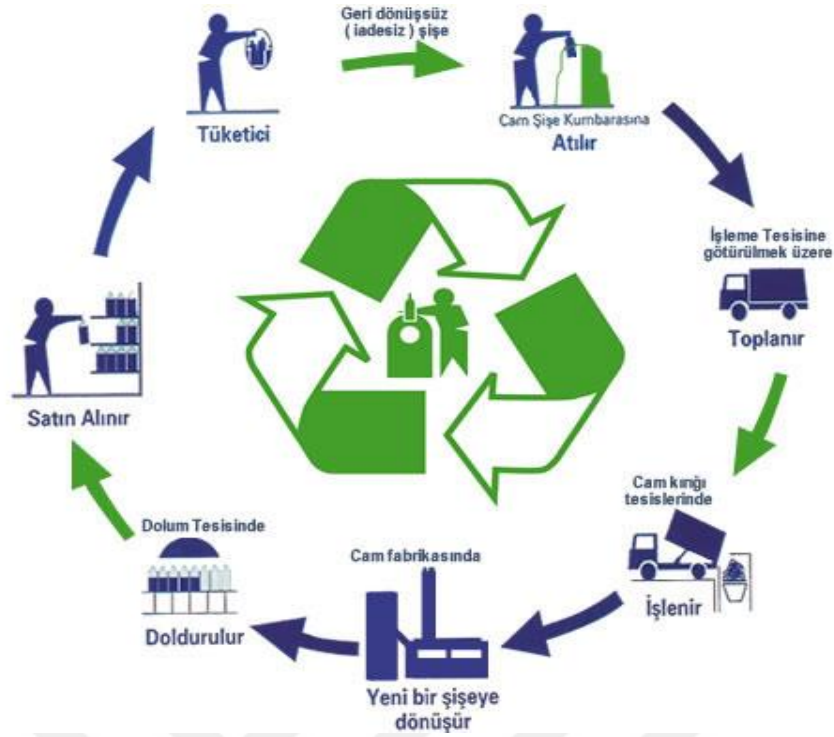 Geri dönüşsüz
( iadesiz ) şişe
Tüketici
Cam Şişe Kumbarasına
Atılır
İşleme Tesisine
götürülmek üzere
Toplanır
Cam kırığı
tesislerinde
İşlenir
Cam fabrikasında
Yeni bir şişeye
dönüşür
Dolum Tesisinde
Doldurulur
Satın Alınır